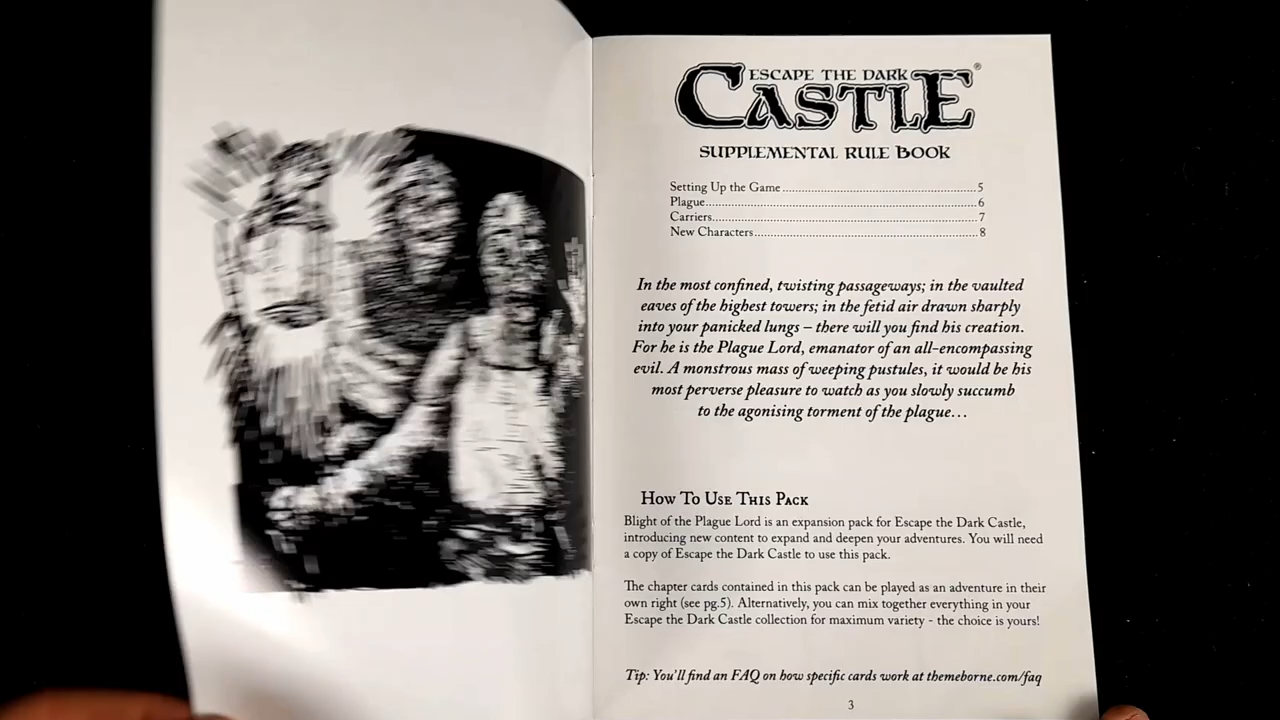 ESCAPE THE DARK
CASTLE®
SUPPLEMENTAL RULE BOOK
Setting Up the Game.................................................5
Plague....................................................................6
Carriers..................................................................7
New Characters.......................................................8
In the most confined, twisting passageways; in the vaulted
eaves of the highest towers; in the fetid air drawn sharply
into your panicked lungs – there will you find his creation.
For he is the Plague Lord, emanator of an all-encompassing
evil. A monstrous mass of weeping pustules, it would be his
most perverse pleasure to watch as you slowly succumb
to the agonising torment of the plague…
How To Use This Pack
Blight of the Plague Lord is an expansion pack for Escape the Dark Castle,
introducing new content to expand and deepen your adventures. You will need
a copy of Escape the Dark Castle to use this pack.
The chapter cards contained in this pack can be played as an adventure in their
own right (see pg.5). Alternatively, you can mix together everything in your
Escape the Dark Castle collection for maximum variety - the choice is yours!
Tip: You'll find an FAQ on how specific cards work at themeborne.com/faq
3